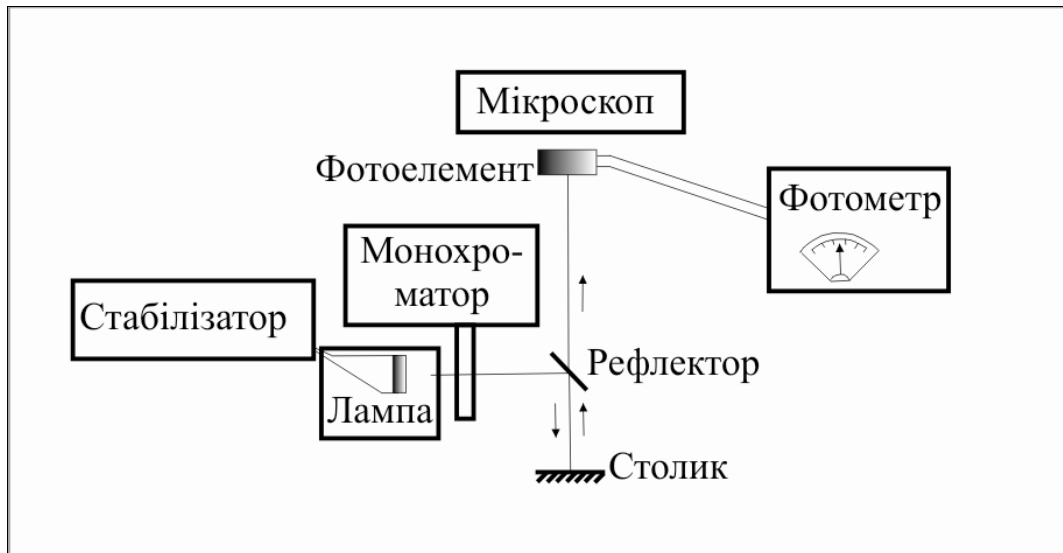 Мікроскоп
Фотоелемент
Фотометр
Монохро-
матор
Стабілізатор
Рефлектор
Лампа
Столик